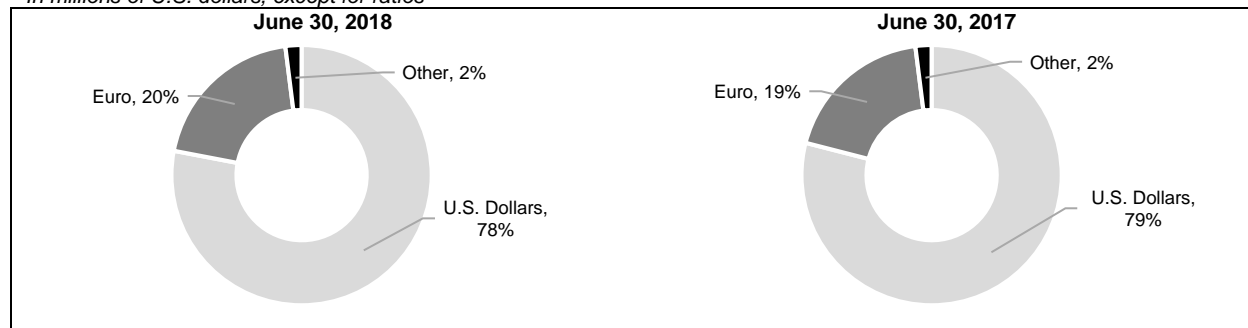 In millions of U.S. dollars, except for ratios
June 30, 2018
Other, 2%
Euro, 20%
U.S. Dollars,
78%
June 30, 2017
Other, 2%
Euro, 19%
U.S. Dollars,
79%